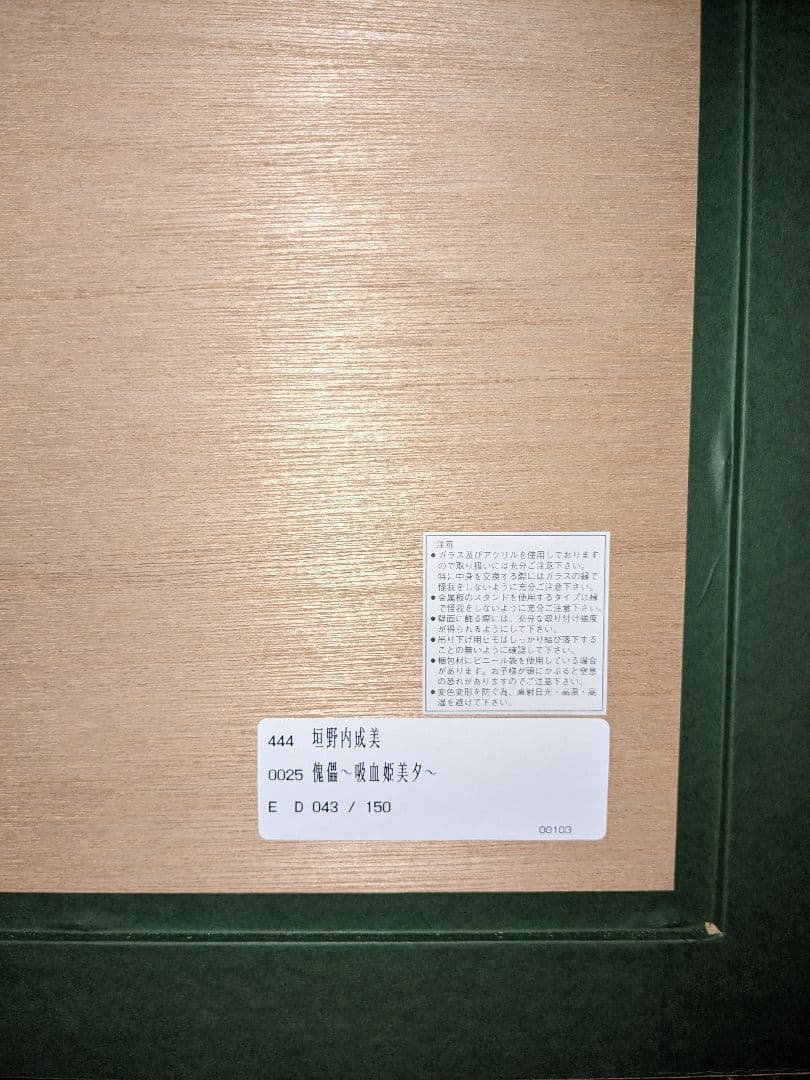 注意
●ガラス及びアクリルを使用しております
ので取り扱いには充分ご注意下さい。
特に中身を交換する際にはガラスの縁で
怪我をしないように充分ご注意下さい。
●金属板のスタンドを使用するタイプは縁
で怪我をしないように充分ご注意下さい。
●壁面に飾る際には、充分な取り付け強度
が得られるようにして下さい。
●吊り下げ用ヒモはしっかり結び落下する
ことの無いように確認して下さい。
●梱包材にビニール袋を使用している場合
があります。お子様が頭にかぶると窒息
の恐れがありますのでご注意下さい。
●変色変形を防ぐ為、直射日光・高温・高
湿を避けて下さい。
444 垣野内成美
0025 傀儡～吸血姫美夕～
E D 043 / 150
00103